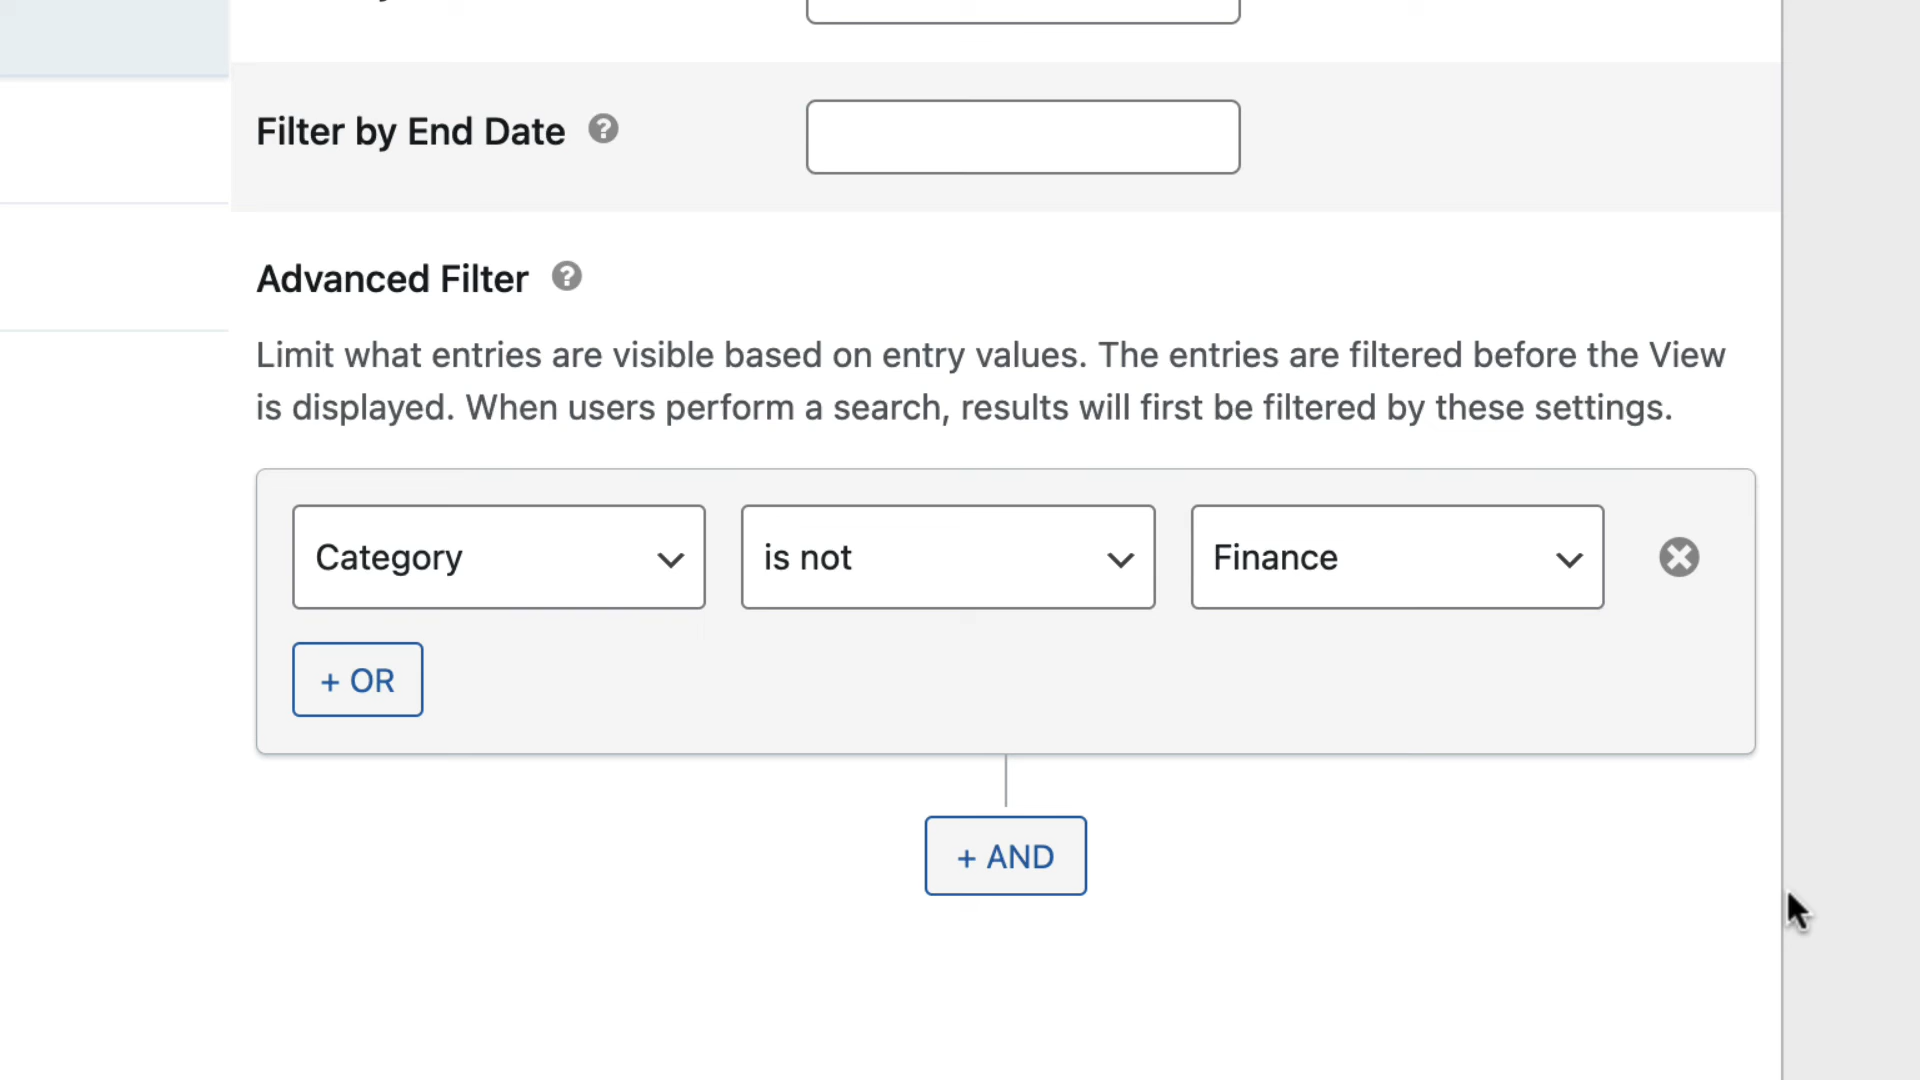 Filter by End Date
Advanced Filter
Limit what entries are visible based on entry values. The entries are filtered before the View
is displayed. When users perform a search, results will first be filtered by these settings.
Category is not Finance
+ OR
+ AND